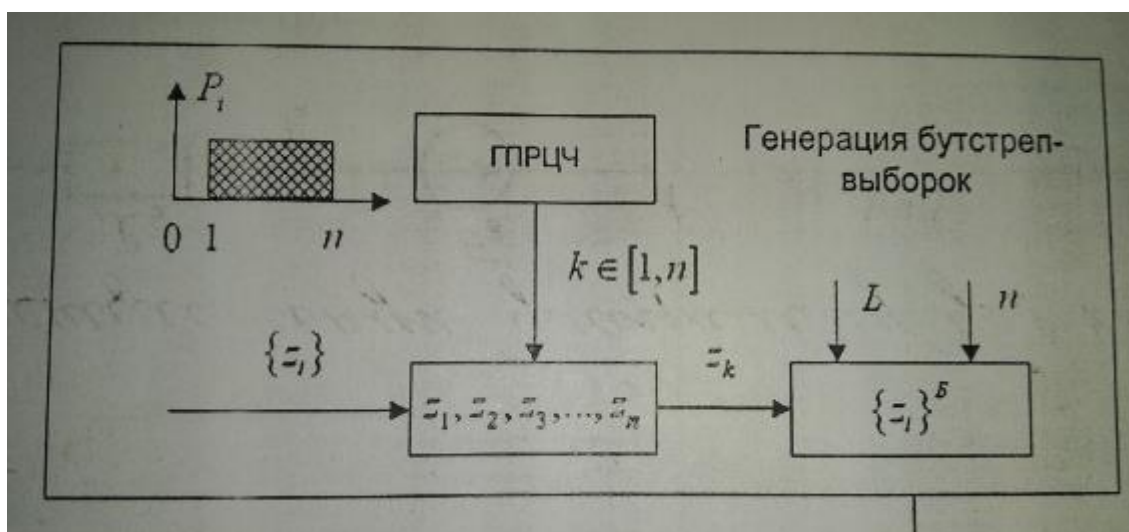 P_i
0 1 n
ГПРЦЧ
Генерация бутстреп-
выборок
k ∈ [1, n]
L n
{z_i}
z_k
z_1, z_2, z_3, ..., z_n
{z_i}^Б